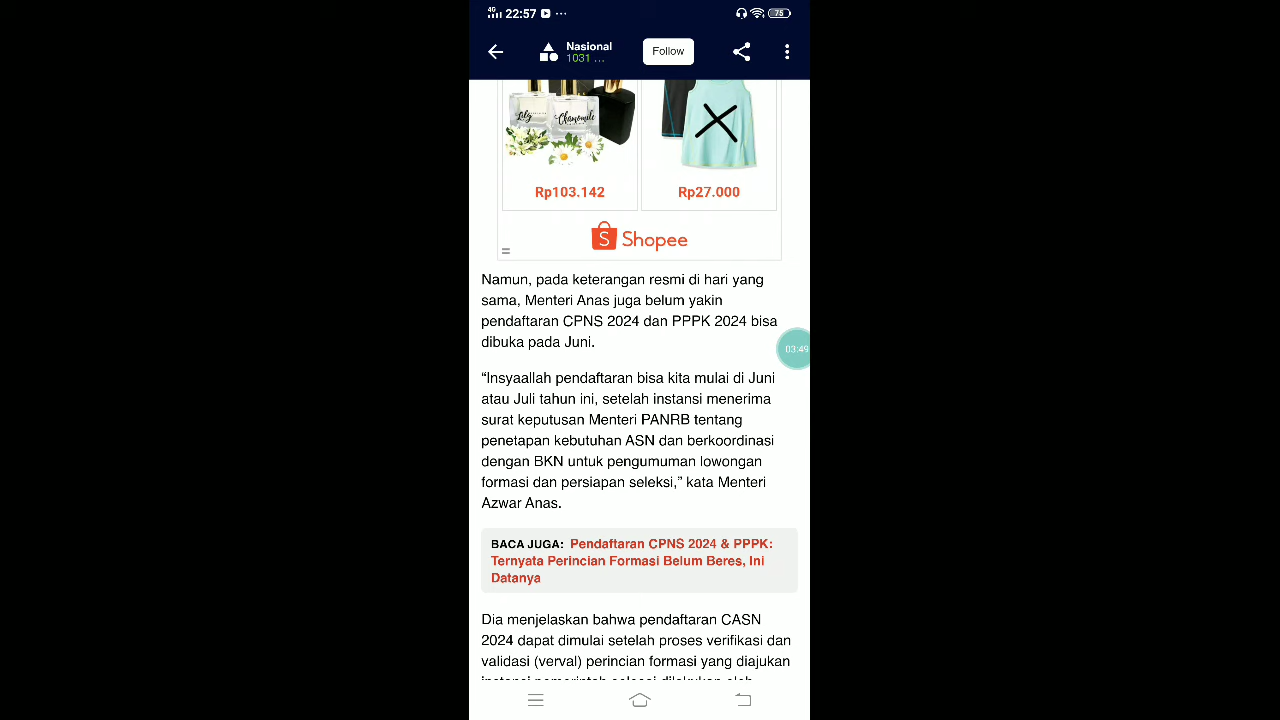 4G 22:57 ... 75
Nasional
1031 ...
Follow
Lily
Chamomile
Rp103.142
Rp27.000
S Shopee
Namun, pada keterangan resmi di hari yang
sama, Menteri Anas juga belum yakin
pendaftaran CPNS 2024 dan PPPK 2024 bisa
dibuka pada Juni.
03:49
“Insyaallah pendaftaran bisa kita mulai di Juni
atau Juli tahun ini, setelah instansi menerima
surat keputusan Menteri PANRB tentang
penetapan kebutuhan ASN dan berkoordinasi
dengan BKN untuk pengumuman lowongan
formasi dan persiapan seleksi,” kata Menteri
Azwar Anas.
BACA JUGA: Pendaftaran CPNS 2024 & PPPK:
Ternyata Perincian Formasi Belum Beres, Ini
Datanya
Dia menjelaskan bahwa pendaftaran CASN
2024 dapat dimulai setelah proses verifikasi dan
validasi (verval) perincian formasi yang diajukan